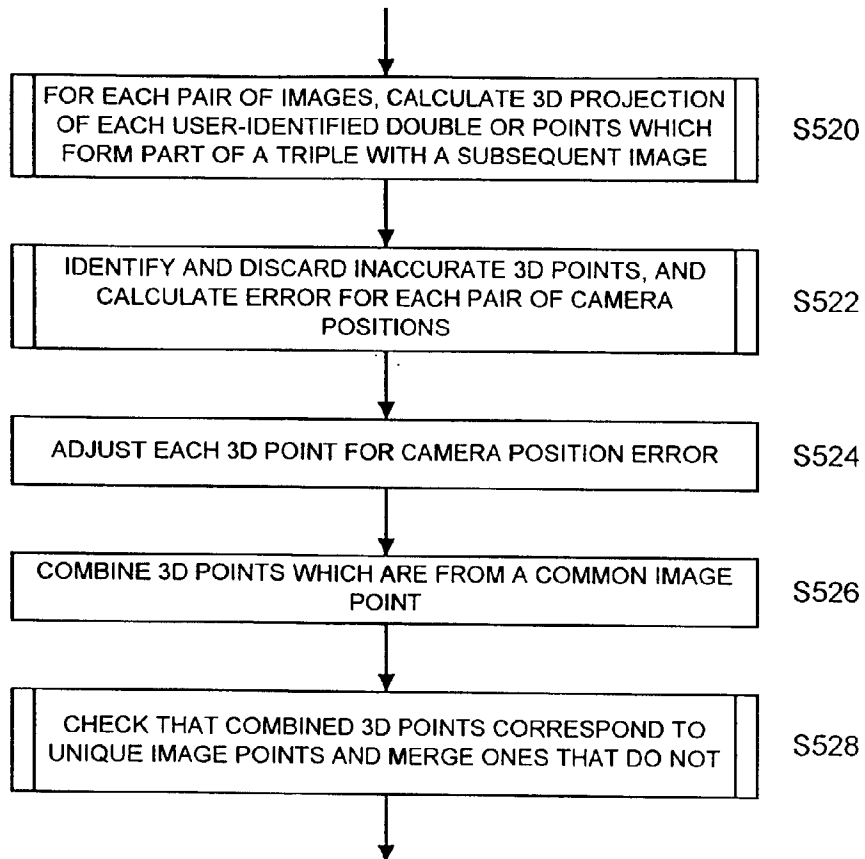 FOR EACH PAIR OF IMAGES, CALCULATE 3D PROJECTION
OF EACH USER-IDENTIFIED DOUBLE OR POINTS WHICH
FORM PART OF A TRIPLE WITH A SUBSEQUENT IMAGE
S520
IDENTIFY AND DISCARD INACCURATE 3D POINTS, AND
CALCULATE ERROR FOR EACH PAIR OF CAMERA
POSITIONS
S522
ADJUST EACH 3D POINT FOR CAMERA POSITION ERROR
S524
COMBINE 3D POINTS WHICH ARE FROM A COMMON IMAGE
POINT
S526
CHECK THAT COMBINED 3D POINTS CORRESPOND TO
UNIQUE IMAGE POINTS AND MERGE ONES THAT DO NOT
S528